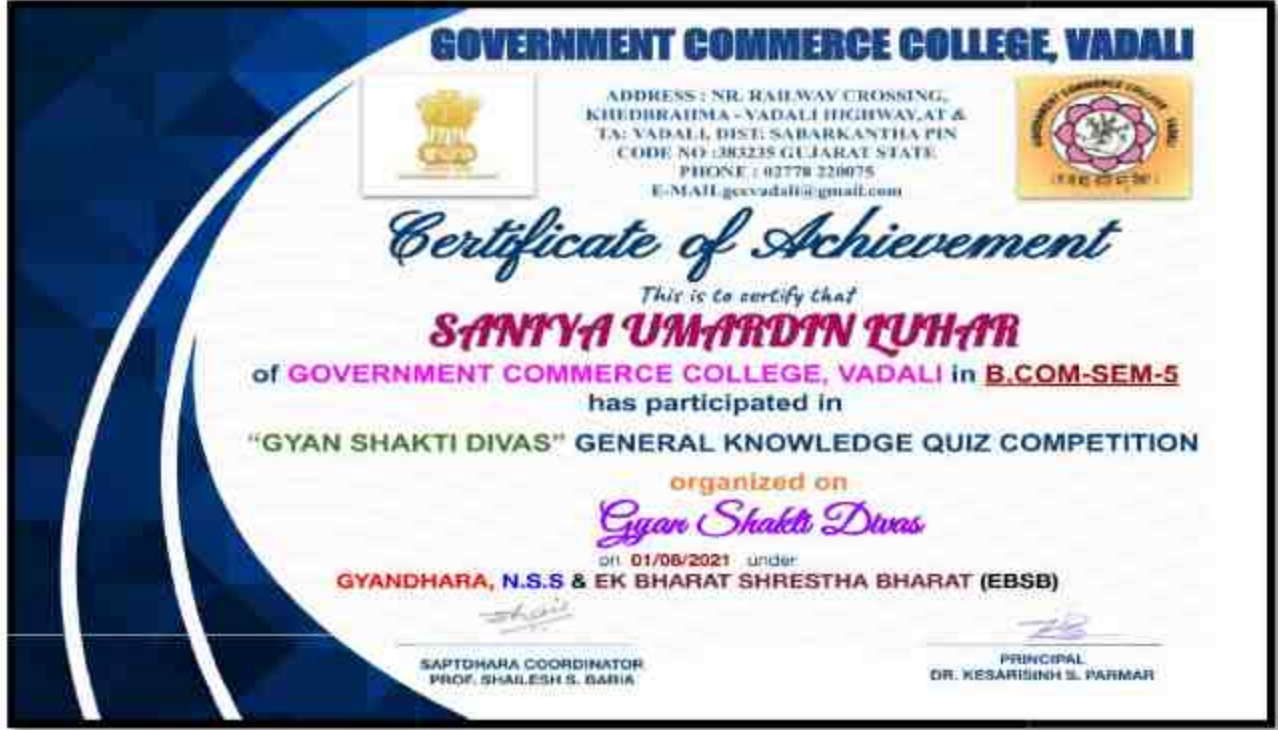 GOVERNMENT COMMERCE COLLEGE, VADALI
ADDRESS : NR. RAILWAY CROSSING,
KHEDBRAHMA - VADALI HIGHWAY, AT &
TA: VADALI, DIST: SABARKANTHA PIN
CODE NO :383235 GUJARAT STATE
PHONE : 02778 220075
E-MAIL gccvadali@gmail.com
GOVERNMENT COMMERCE COLLEGE - VADALI
Certificate of Achievement
This is to certify that
SANIYA UMARDIN LUHAR
of GOVERNMENT COMMERCE COLLEGE, VADALI in B.COM-SEM-5
has participated in
“GYAN SHAKTI DIVAS” GENERAL KNOWLEDGE QUIZ COMPETITION
organized on
Gyan Shakti Divas
on 01/08/2021 under
GYANDHARA, N.S.S & EK BHARAT SHRESTHA BHARAT (EBSB)
SAPTDHARA COORDINATOR
PROF. SHAILESH S. BARIA
PRINCIPAL
DR. KESARISINH S. PARMAR